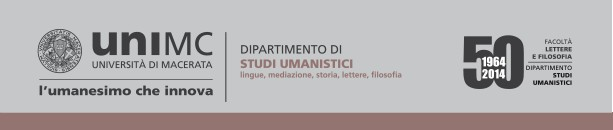 uniMC
UNIVERSITÀ DI MACERATA
l'umanesimo che innova
DIPARTIMENTO DI
STUDI UMANISTICI
lingue, mediazione, storia, lettere, filosofia
50
1964
2014
FACOLTÀ
LETTERE
E FILOSOFIA
DIPARTIMENTO
STUDI
UMANISTICI